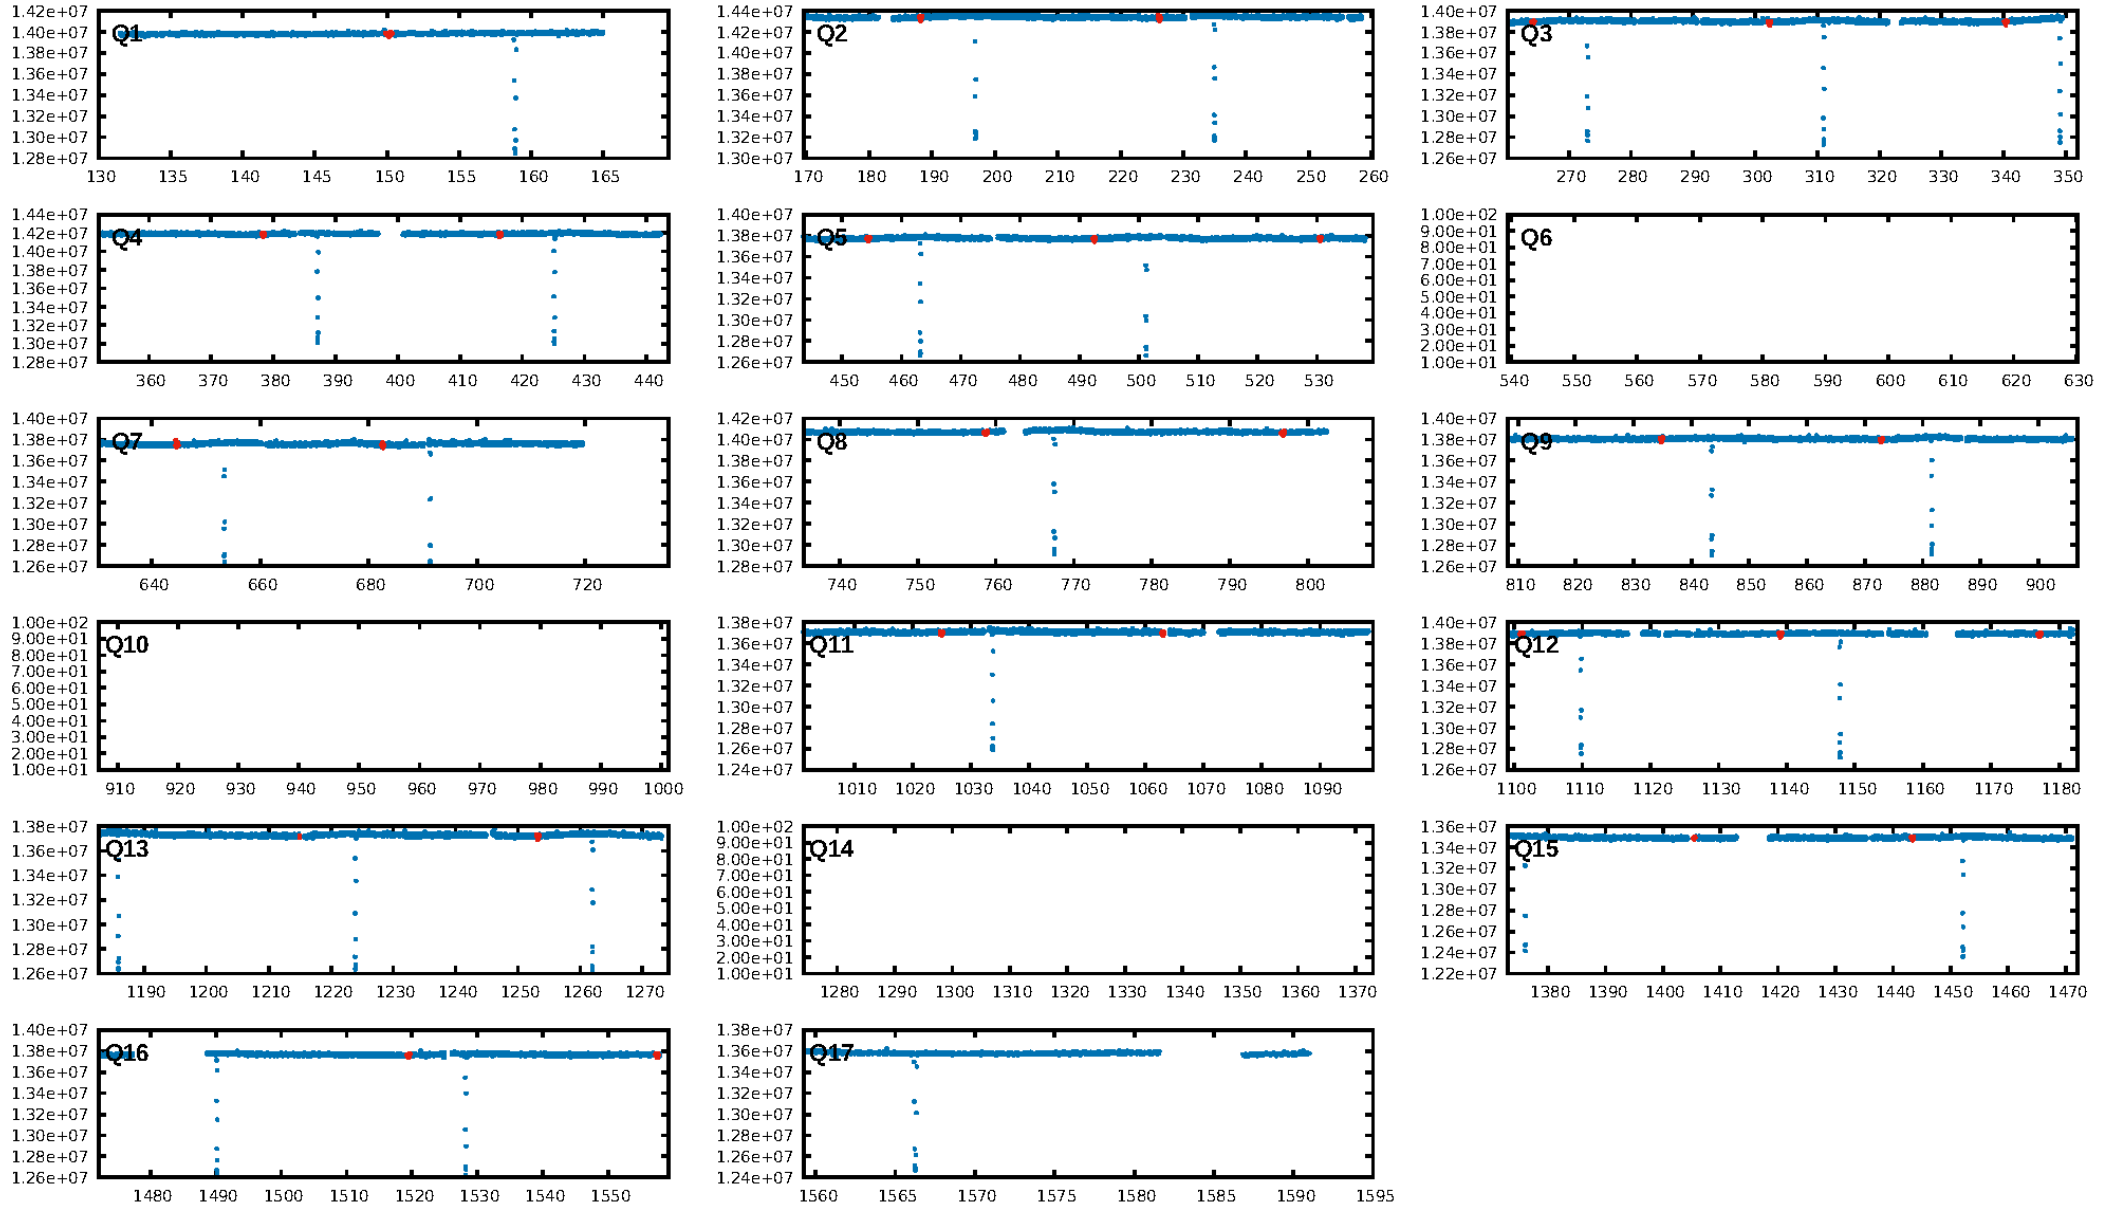 1.42e+07 1.40e+07 1.38e+07 1.36e+07 1.34e+07 1.32e+07 1.30e+07 1.28e+07
Q1
130 135 140 145 150 155 160 165
1.44e+07 1.42e+07 1.40e+07 1.38e+07 1.36e+07 1.34e+07 1.32e+07 1.30e+07
Q2
170 180 190 200 210 220 230 240 250 260
1.40e+07 1.38e+07 1.36e+07 1.34e+07 1.32e+07 1.30e+07 1.28e+07 1.26e+07
Q3
270 280 290 300 310 320 330 340 350
1.44e+07 1.42e+07 1.40e+07 1.38e+07 1.36e+07 1.34e+07 1.32e+07 1.30e+07 1.28e+07
Q4
360 370 380 390 400 410 420 430 440
1.40e+07 1.38e+07 1.36e+07 1.34e+07 1.32e+07 1.30e+07 1.28e+07 1.26e+07
Q5
450 460 470 480 490 500 510 520 530
1.00e+02 9.00e+01 8.00e+01 7.00e+01 6.00e+01 5.00e+01 4.00e+01 3.00e+01 2.00e+01 1.00e+01
Q6
540 550 560 570 580 590 600 610 620 630
1.40e+07 1.38e+07 1.36e+07 1.34e+07 1.32e+07 1.30e+07 1.28e+07 1.26e+07
Q7
640 660 680 700 720
1.42e+07 1.40e+07 1.38e+07 1.36e+07 1.34e+07 1.32e+07 1.30e+07 1.28e+07
Q8
740 750 760 770 780 790 800
1.40e+07 1.38e+07 1.36e+07 1.34e+07 1.32e+07 1.30e+07 1.28e+07 1.26e+07
Q9
810 820 830 840 850 860 870 880 890 900
1.00e+02 9.00e+01 8.00e+01 7.00e+01 6.00e+01 5.00e+01 4.00e+01 3.00e+01 2.00e+01 1.00e+01
Q10
910 920 930 940 950 960 970 980 990 1000
1.38e+07 1.36e+07 1.34e+07 1.32e+07 1.30e+07 1.28e+07 1.26e+07 1.24e+07
Q11
1010 1020 1030 1040 1050 1060 1070 1080 1090
1.40e+07 1.38e+07 1.36e+07 1.34e+07 1.32e+07 1.30e+07 1.28e+07 1.26e+07
Q12
1100 1110 1120 1130 1140 1150 1160 1170 1180
1.38e+07 1.36e+07 1.34e+07 1.32e+07 1.30e+07 1.28e+07 1.26e+07
Q13
1190 1200 1210 1220 1230 1240 1250 1260 1270
1.00e+02 9.00e+01 8.00e+01 7.00e+01 6.00e+01 5.00e+01 4.00e+01 3.00e+01 2.00e+01 1.00e+01
Q14
1280 1290 1300 1310 1320 1330 1340 1350 1360 1370
1.36e+07 1.34e+07 1.32e+07 1.30e+07 1.28e+07 1.26e+07 1.24e+07 1.22e+07
Q15
1380 1390 1400 1410 1420 1430 1440 1450 1460 1470
1.40e+07 1.38e+07 1.36e+07 1.34e+07 1.32e+07 1.30e+07 1.28e+07 1.26e+07
Q16
1480 1490 1500 1510 1520 1530 1540 1550
1.38e+07 1.36e+07 1.34e+07 1.32e+07 1.30e+07 1.28e+07 1.26e+07 1.24e+07
Q17
1560 1565 1570 1575 1580 1585 1590 1595